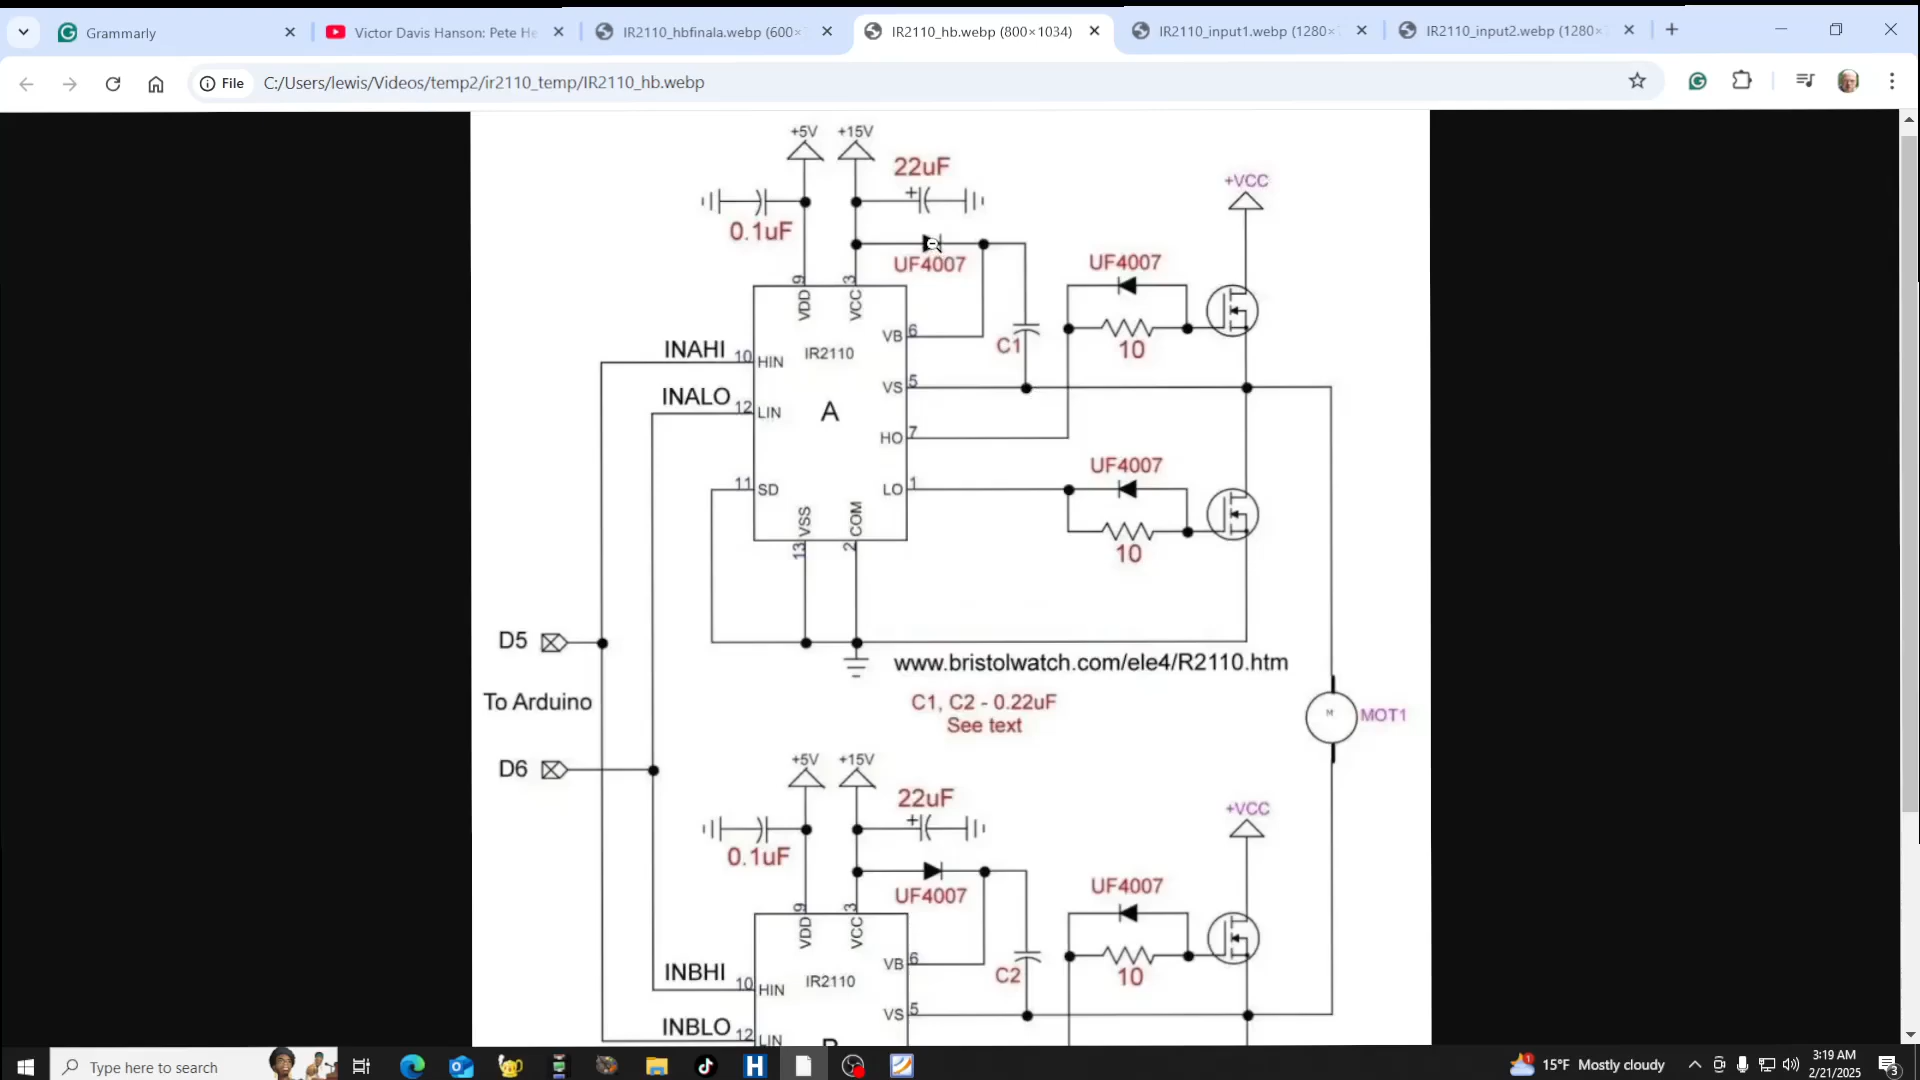 Grammarly
Victor Davis Hanson: Pete He
IR2110_hbfinala.webp (600×
IR2110_hb.webp (800×1034)
IR2110_input1.webp (1280×
IR2110_input2.webp (1280×
File
C:/Users/lewis/Videos/temp2/ir2110_temp/IR2110_hb.webp
+5V
+15V
22uF
+
0.1uF
UF4007
+VCC
UF4007
9
3
VDD
VCC
VB
6
C1
10
INAHI
10
HIN
IR2110
VS
5
INALO
12
LIN
A
HO
7
UF4007
11
SD
LO
1
VSS
COM
13
2
10
D5
www.bristolwatch.com/ele4/R2110.htm
To Arduino
C1, C2 - 0.22uF
See text
M
MOT1
D6
+5V
+15V
22uF
+
+VCC
0.1uF
UF4007
UF4007
9
3
VDD
VCC
VB
6
C2
10
INBHI
10
HIN
IR2110
VS
5
INBLO
12
LIN
Type here to search
H
1
15°F Mostly cloudy
3:19 AM
2/21/2025
3